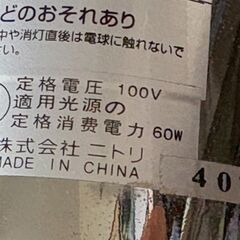 どのおそれあり
中や消灯直後は電球に触れないで
定格電圧 100V
適用光源の
定格消費電力 60W
株式会社ニトリ
MADE IN CHINA
40